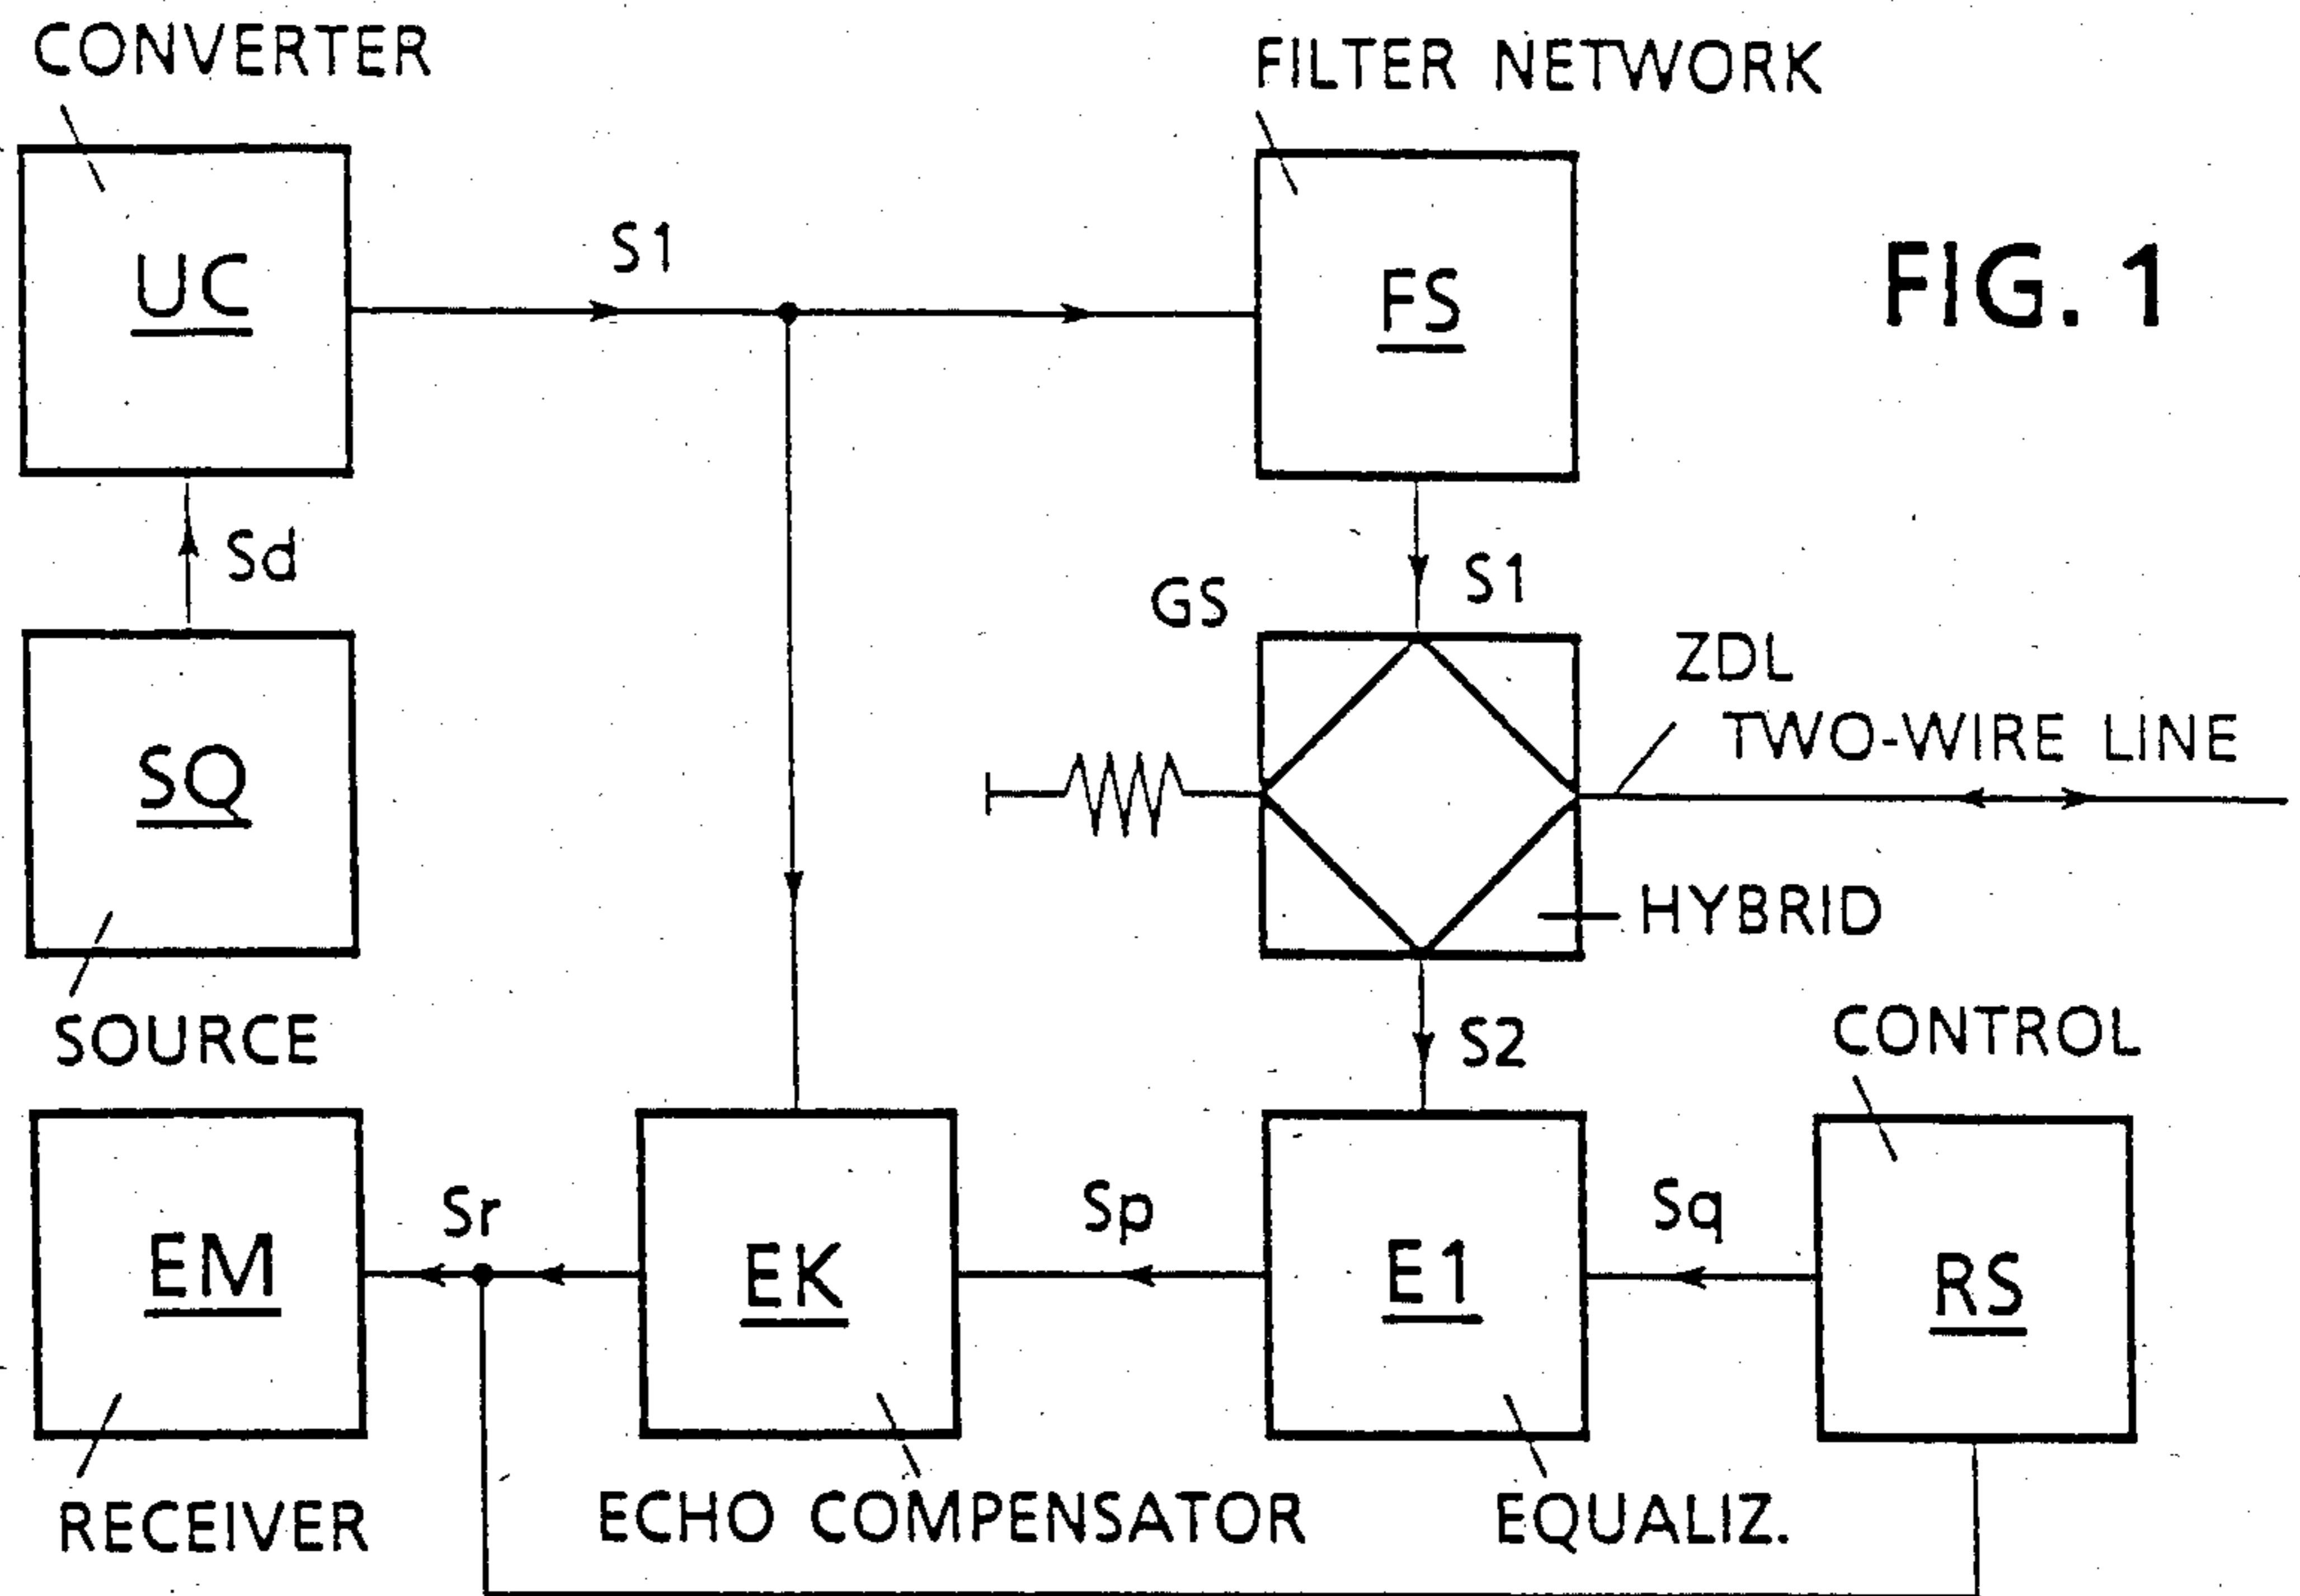 CONVERTER
FILTER NETWORK
UC
S1
FS
FIG. 1
Sd
S1
GS
ZDL
TWO-WIRE LINE
SQ
HYBRID
SOURCE
S2
CONTROL
Sr
Sp
Sq
EM
EK
E1
RS
RECEIVER
ECHO COMPENSATOR
EQUALIZ.